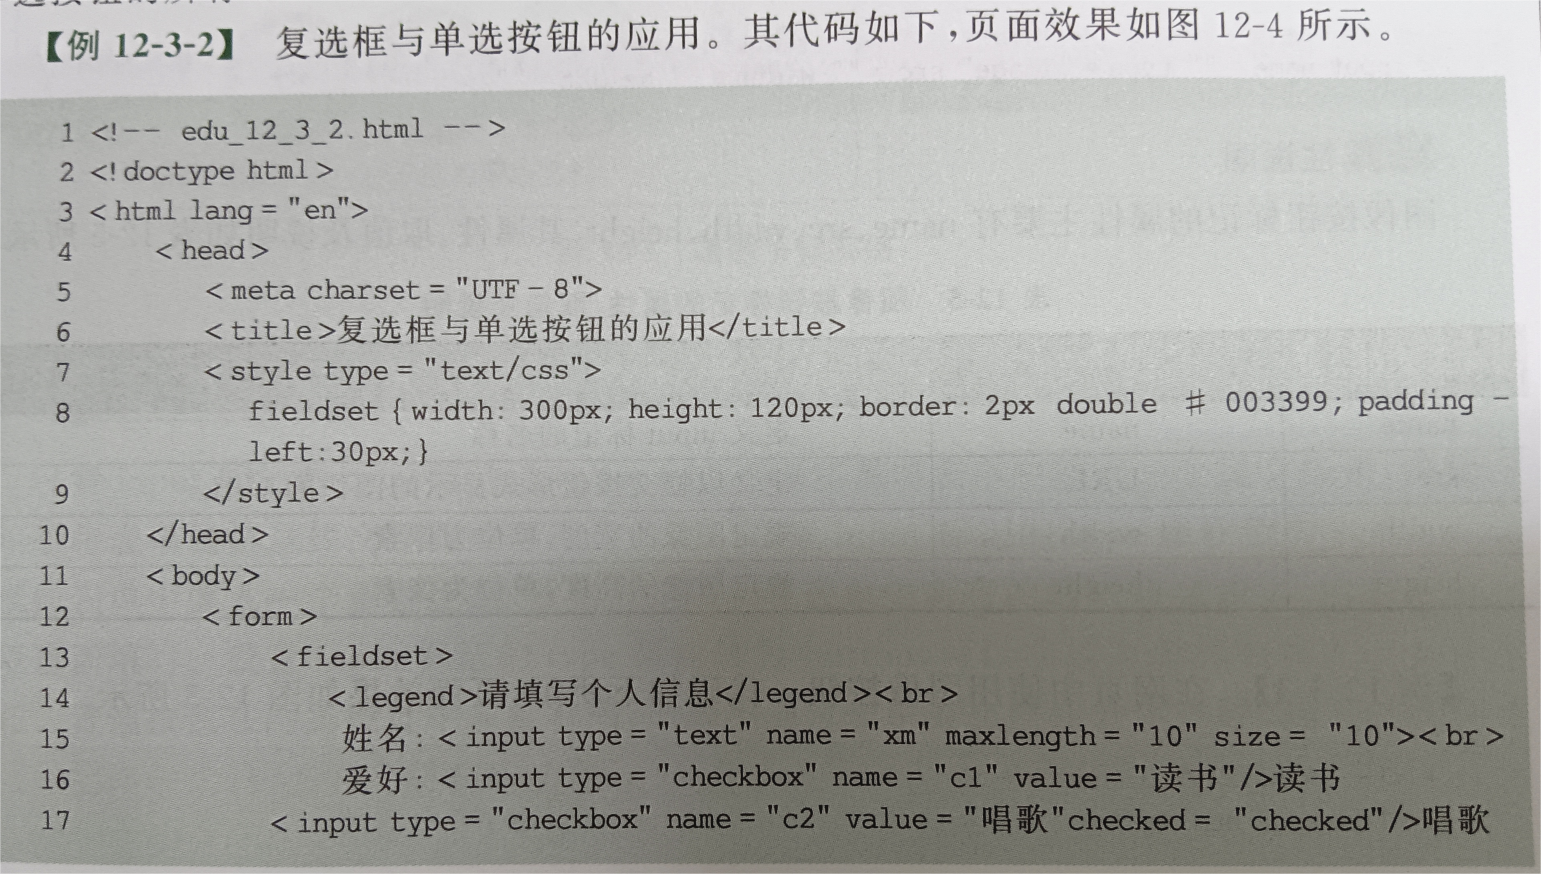 【例 12-3-2】 复选框与单选按钮的应用。其代码如下,页面效果如图 12-4 所示。
1 <!-- edu_12_3_2.html -->
2 <!doctype html>
3 <html lang = "en">
4 <head>
5 <meta charset = "UTF-8">
6 <title>复选框与单选按钮的应用</title>
7 <style type = "text/css">
8 fieldset {width: 300px; height: 120px; border: 2px double #003399; padding-
left:30px;}
9 </style>
10 </head>
11 <body>
12 <form>
13 <fieldset>
14 <legend>请填写个人信息</legend><br>
15 姓名: <input type = "text" name = "xm" maxlength = "10" size = "10"><br>
16 爱好: <input type = "checkbox" name = "c1" value = "读书"/>读书
17 <input type = "checkbox" name = "c2" value = "唱歌"checked = "checked"/>唱歌